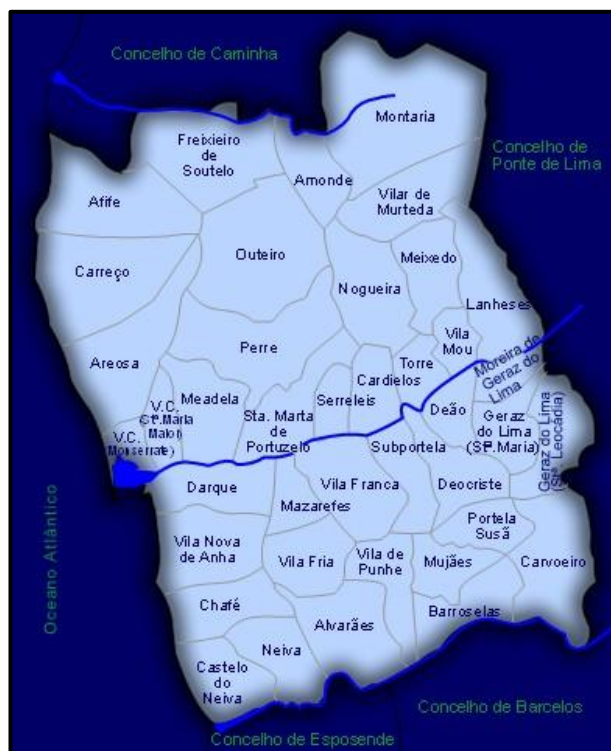 Concelho de Caminha
Montaria
Freixieiro
de
Soutelo
Concelho de
Ponte de Lima
Amonde
Afife
Vilar de
Murteda
Outeiro
Meixedo
Carreço
Nogueira
Lanheses
Vila
Mou
Perre
Areosa
Torre
Moreira de
Geraz do
Lima
Cardielos
Meadela
Serreleis
V.C.
(Stª.Maria
Maior)
Sta. Marta
de
Portuzelo
Deão
Geraz
do Lima
(Stª.Maria)
Geraz do Lima
(Stª Leocádia)
V.C.
(Monserrate)
Subportela
Darque
Vila Franca
Deocriste
Mazarefes
Portela
Susã
Vila Nova
de Anha
Vila Fria
Vila de
Punhe
Mujães
Carvoeiro
Oceano Atlântico
Chafé
Barroselas
Alvarães
Neiva
Castelo
do
Neiva
Concelho de Barcelos
Concelho de Esposende